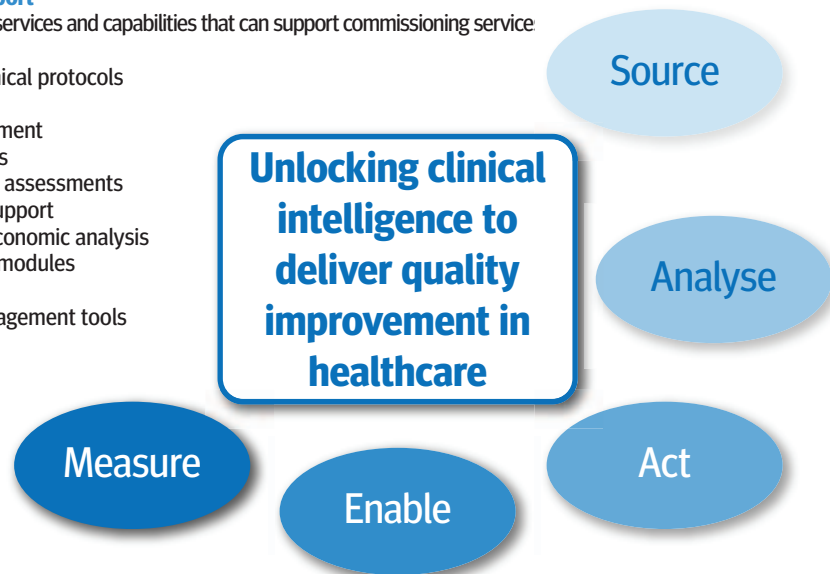 services and capabilities that can support commissioning
ical protocols
ment
s
assessments
upport
conomic analysis
modules
agement tools
Unlocking clinical
intelligence to
deliver quality
improvement in
healthcare
Source
Analyse
Act
Enable
Measure